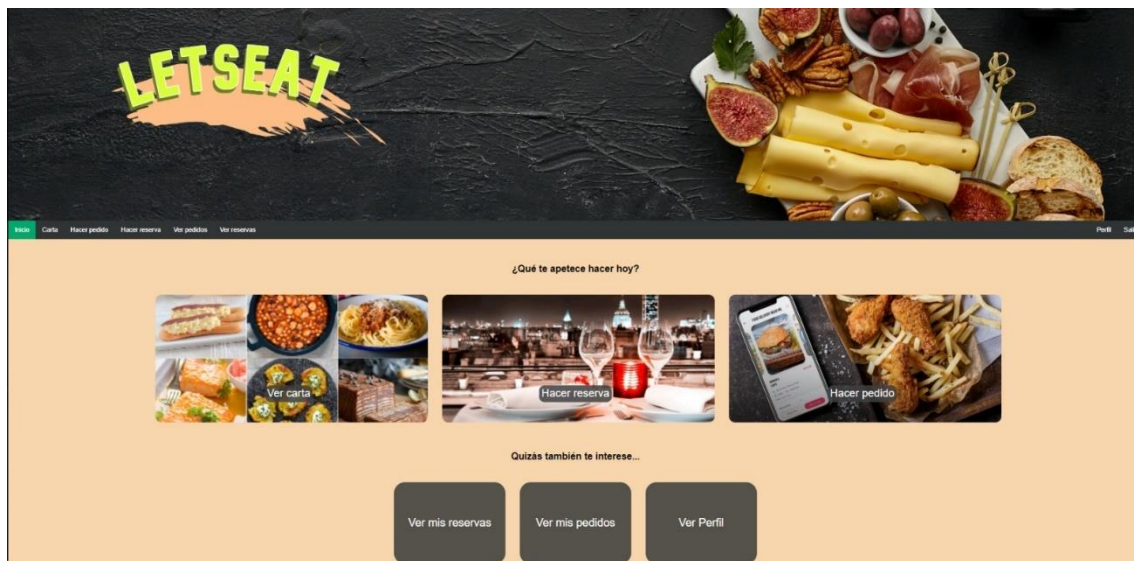 LETSEAT
Inicio Carta Hacer pedido Hacer reserva Ver pedidos Ver reservas Perfil
¿Qué te apetece hacer hoy?
Ver carta Hacer reserva Hacer pedido
Quizás también te interese...
Ver mis reservas Ver mis pedidos Ver Perfil